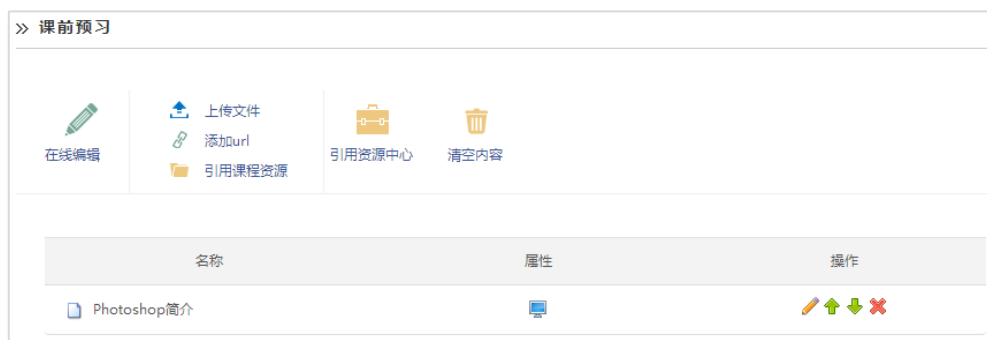 » 课前预习
在线编辑
上传文件
添加url
引用课程资源
引用资源中心
清空内容
名称 属性 操作
Photoshop简介